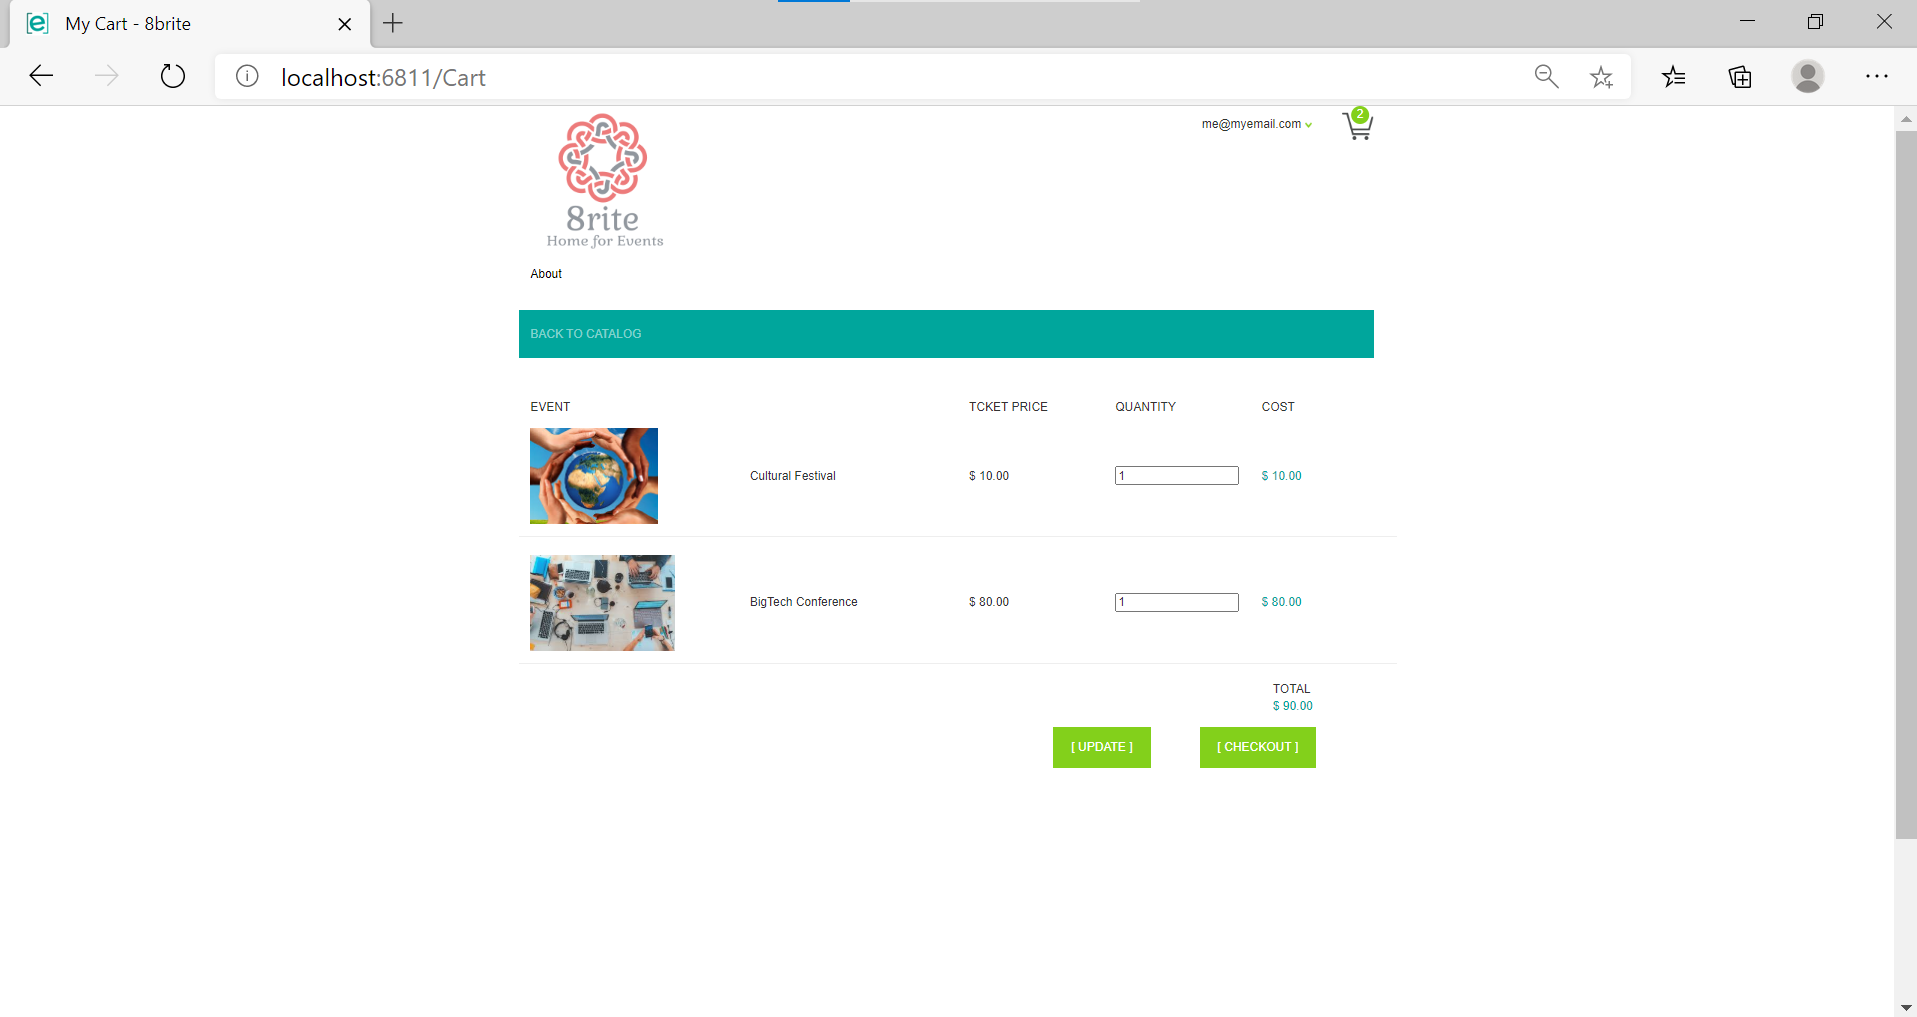 My Cart - 8brite
localhost:6811/Cart
me@myemail.com
2
8rite
Home for Events
About
BACK TO CATALOG
EVENT TCKET PRICE QUANTITY COST
Cultural Festival $ 10.00 1 $ 10.00
BigTech Conference $ 80.00 1 $ 80.00
TOTAL
$ 90.00
[ UPDATE ] [ CHECKOUT ]